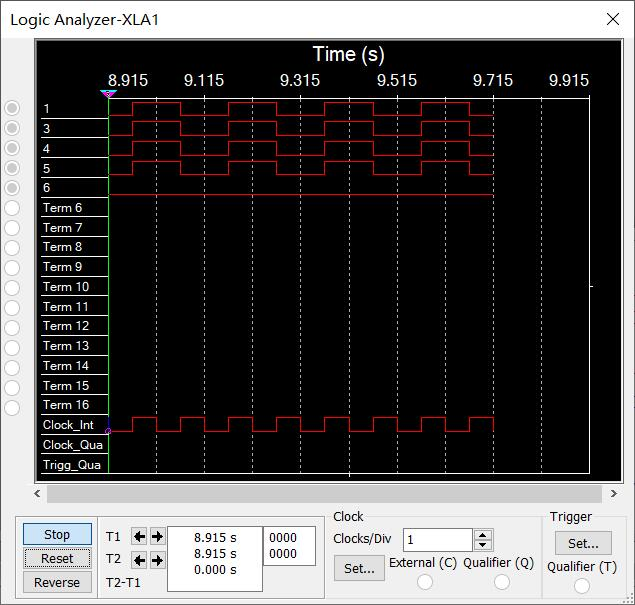 Logic Analyzer-XLA1
Time (s)
8.915 9.115 9.315 9.515 9.715 9.915
1
3
4
5
6
Term 6
Term 7
Term 8
Term 9
Term 10
Term 11
Term 12
Term 13
Term 14
Term 15
Term 16
Clock_Int
Clock_Qua
Trigg_Qua
Stop
Reset
Reverse
T1
T2
T2-T1
8.915 s
8.915 s
0.000 s
0000
0000
Clock
Clocks/Div 1
Set...
External (C) Qualifier (Q)
Trigger
Set...
Qualifier (T)